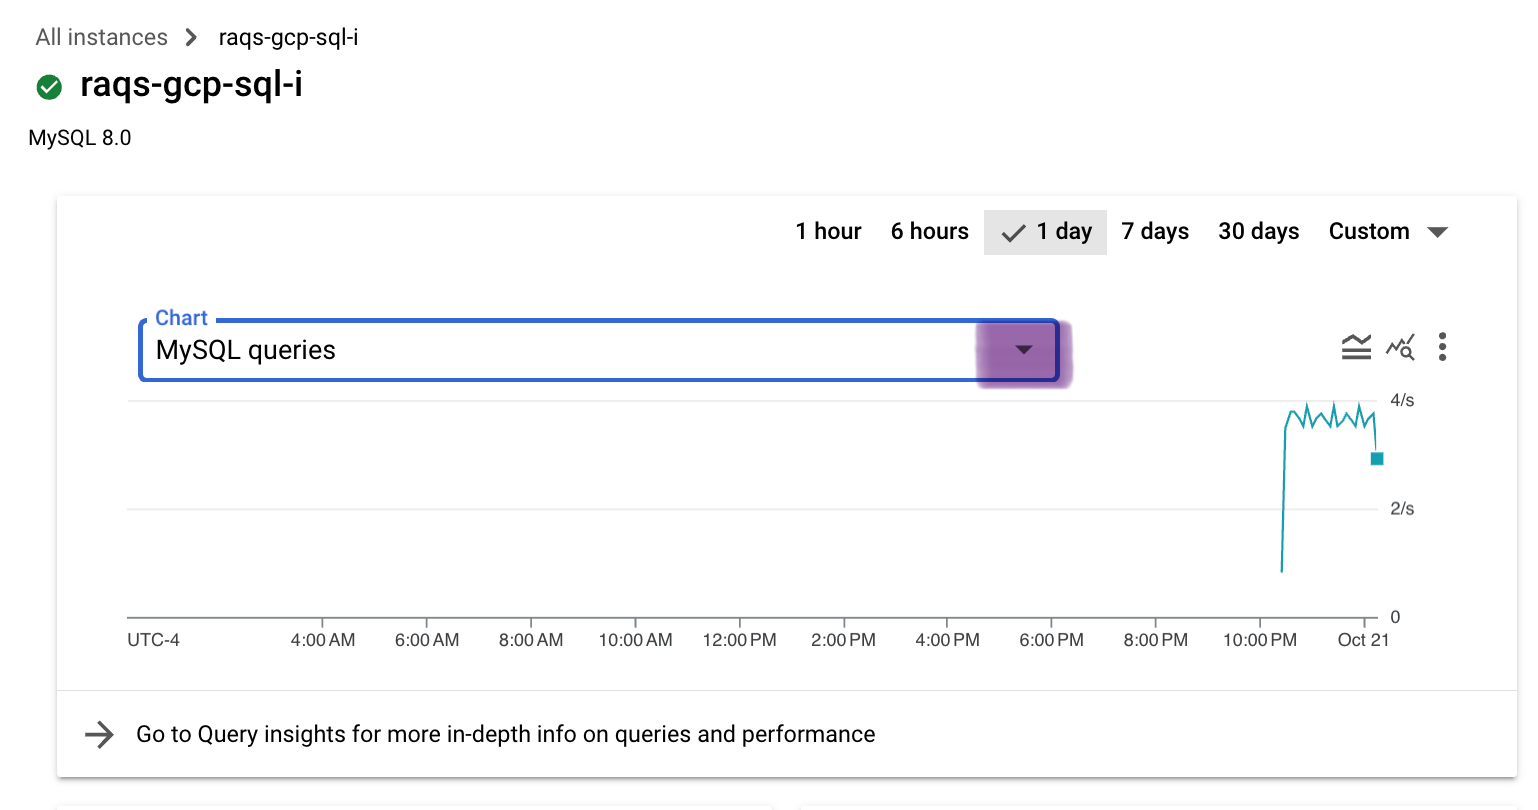 All instances > raqs-gcp-sql-i
raqs-gcp-sql-i
MySQL 8.0
1 hour 6 hours 1 day 7 days 30 days Custom
Chart
MySQL queries
4/s
2/s
0
UTC-4 4:00 AM 6:00 AM 8:00 AM 10:00 AM 12:00 PM 2:00 PM 4:00 PM 6:00 PM 8:00 PM 10:00 PM Oct 21
Go to Query insights for more in-depth info on queries and performance